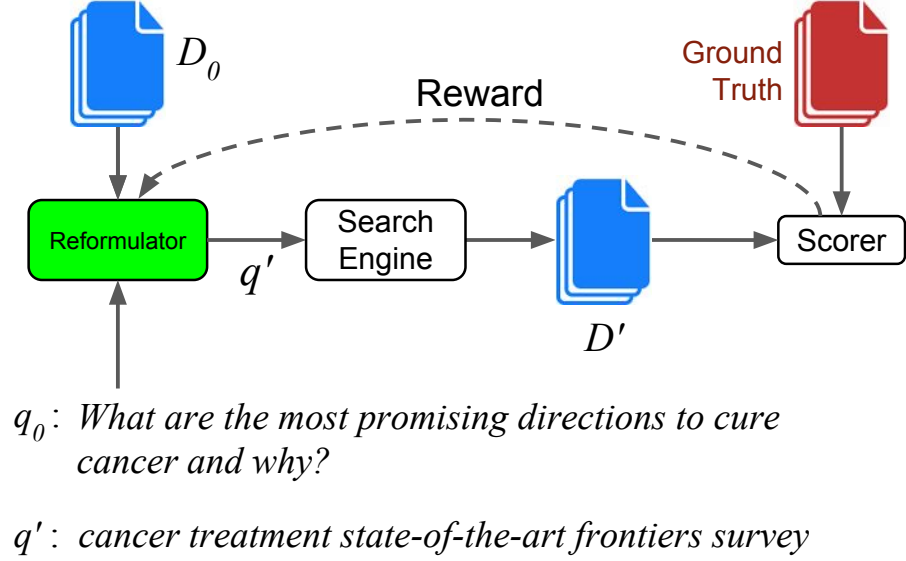 D0
Ground
Truth
Reward
Reformulator
q'
Search
Engine
D'
Scorer
q0 : What are the most promising directions to cure
cancer and why?
q' : cancer treatment state-of-the-art frontiers survey